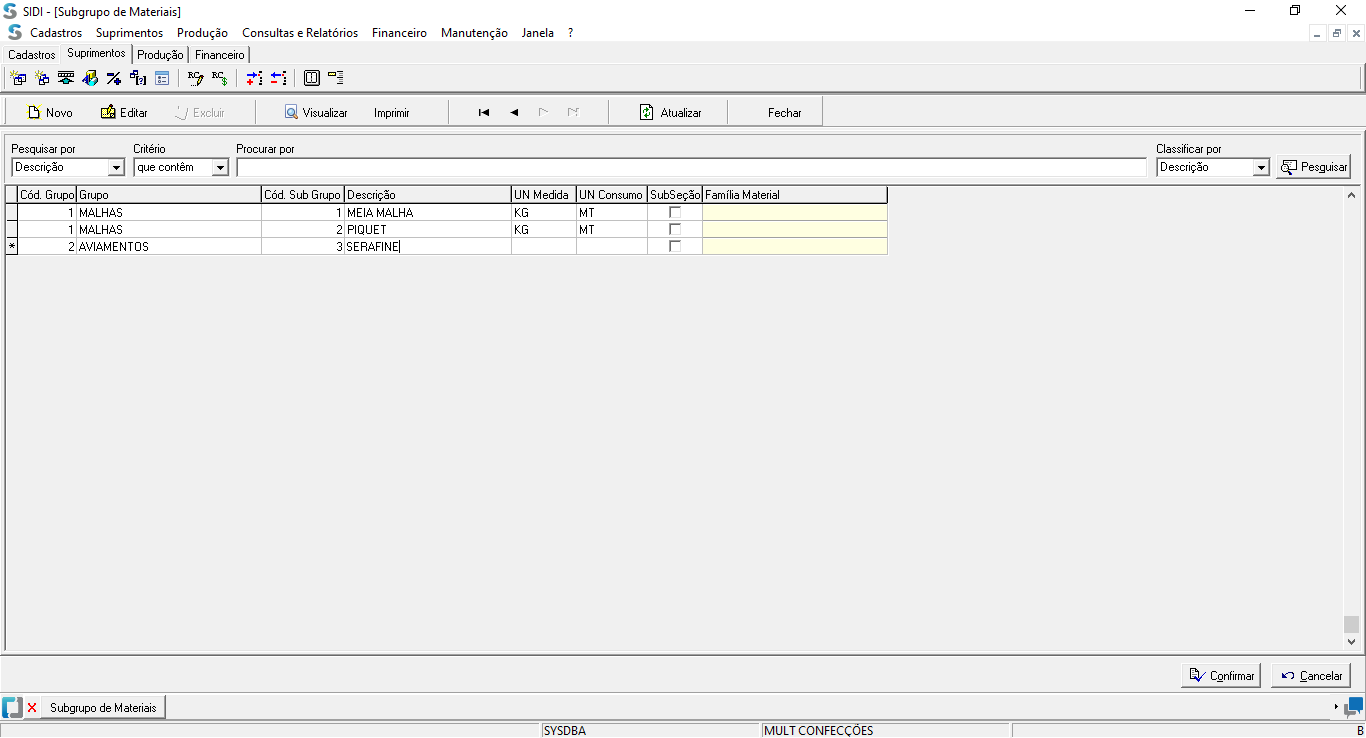 SIDI - [Subgrupo de Materiais]
Cadastros Suprimentos Produção Consultas e Relatórios Financeiro Manutenção Janela ?
Cadastros Suprimentos Produção Financeiro
Novo Editar Excluir Visualizar Imprimir Atualizar Fechar
Pesquisar por Critério Procurar por Classificar por
Descrição que contêm Descrição Pesquisar
Cód. Grupo Grupo Cód. Sub Grupo Descrição UN Medida UN Consumo SubSeção Família Material
1 MALHAS 1 MEIA MALHA KG MT
1 MALHAS 2 PIQUET KG MT
* 2 AVIAMENTOS 3 SERAFINE
Confirmar Cancelar
Subgrupo de Materiais
SYSDBA MULT CONFECÇÕES B